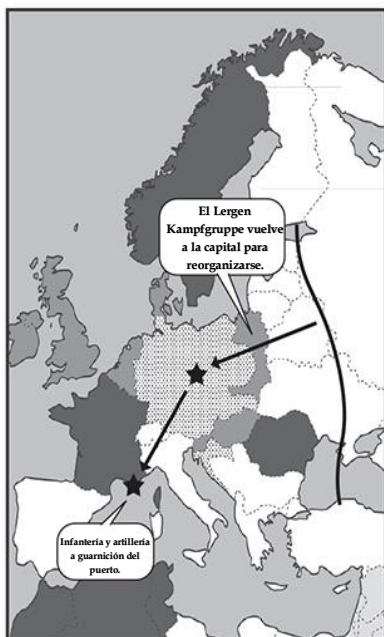 El Lergen
Kampfgruppe vuelve
a la capital para
reorganizarse.
Infantería y artillería
a guarnición del
puerto.